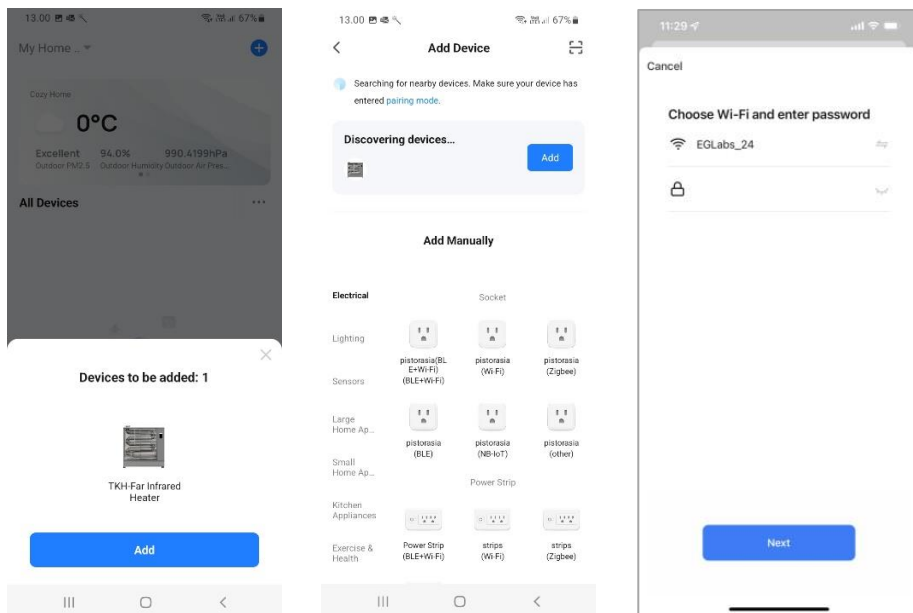 13.00 67%
My Home ..
Cozy Home
0°C
Excellent 94.0% 990.4199hPa
Outdoor PM2.5 Outdoor Humidity Outdoor Air Pres...
All Devices
Devices to be added: 1
TKH-Far Infrared
Heater
Add
13.00 67%
Add Device
Searching for nearby devices. Make sure your device has
entered pairing mode.
Discovering devices...
Add
Add Manually
Electrical
Lighting
Sensors
Large
Home Ap...
Small
Home Ap...
Kitchen
Appliances
Exercise &
Health
Socket
pistorasia(BL
E+Wi-Fi)
(BLE+Wi-Fi)
pistorasia
(Wi-Fi)
pistorasia
(Zigbee)
pistorasia
(BLE)
pistorasia
(NB-IoT)
pistorasia
(other)
Power Strip
Power Strip
(BLE+Wi-Fi)
strips
(Wi-Fi)
strips
(Zigbee)
11:29
Cancel
Choose Wi-Fi and enter password
EGLabs_24
Next